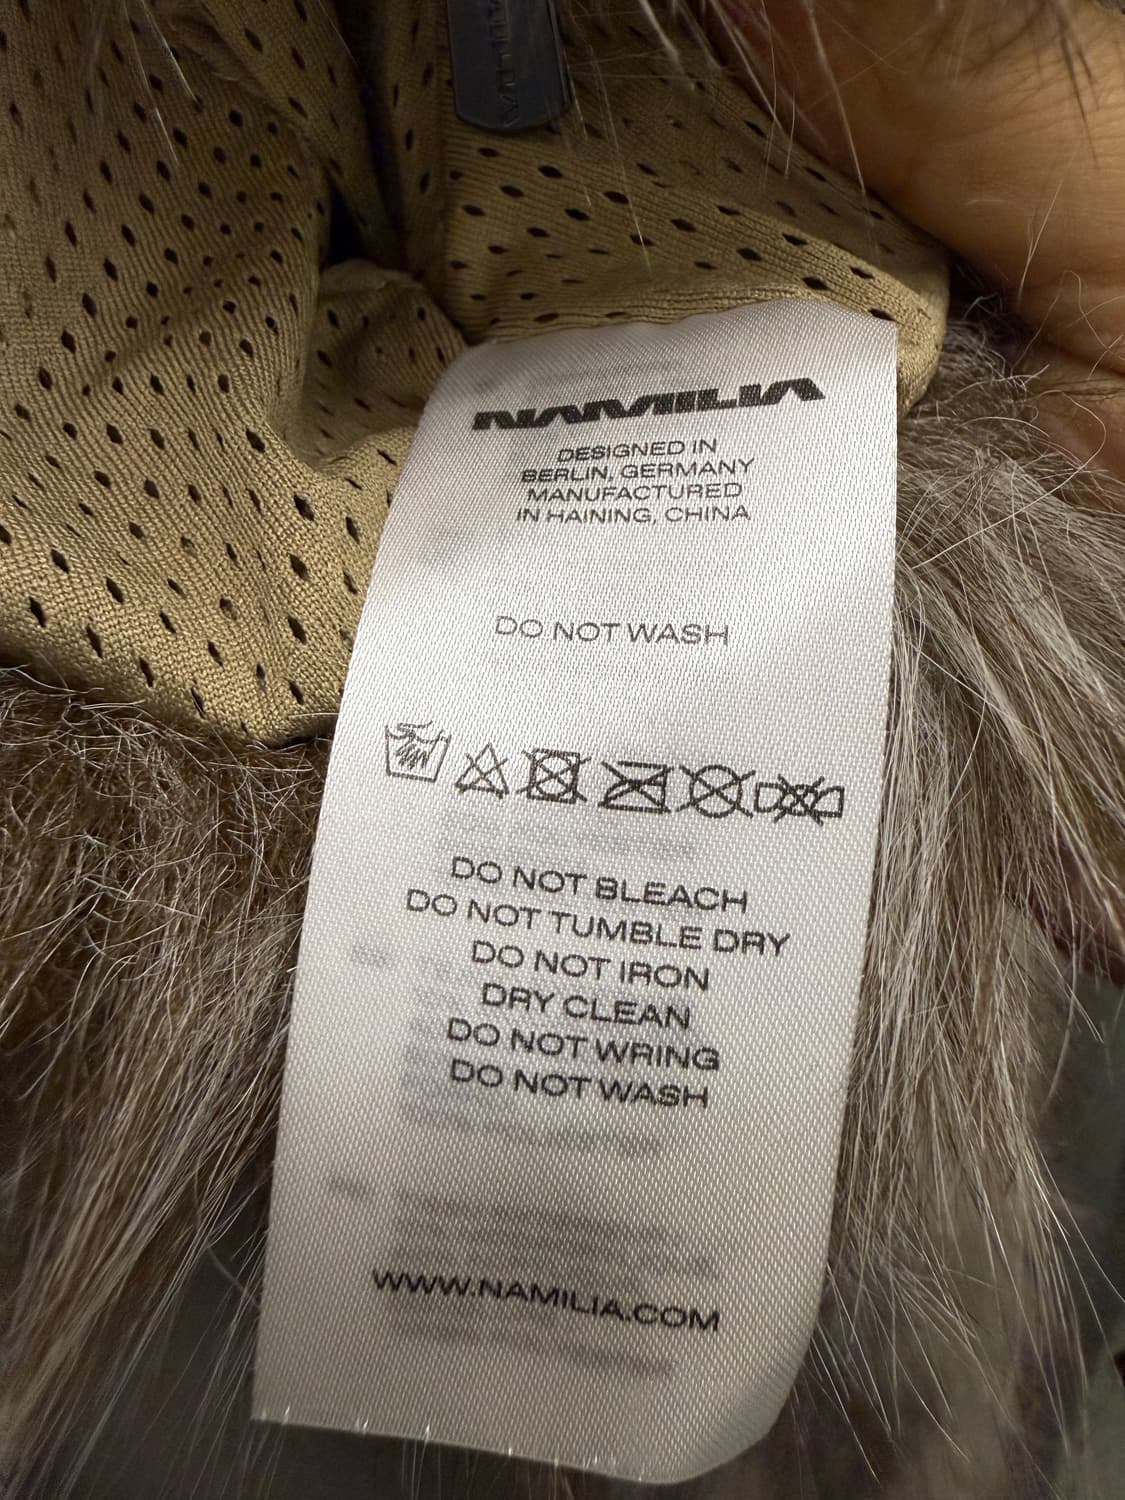 NAMILIA
DESIGNED IN
BERLIN, GERMANY
MANUFACTURED
IN HAINING, CHINA
DO NOT WASH
DO NOT BLEACH
DO NOT TUMBLE DRY
DO NOT IRON
DRY CLEAN
DO NOT WRING
DO NOT WASH
WWW.NAMILIA.COM